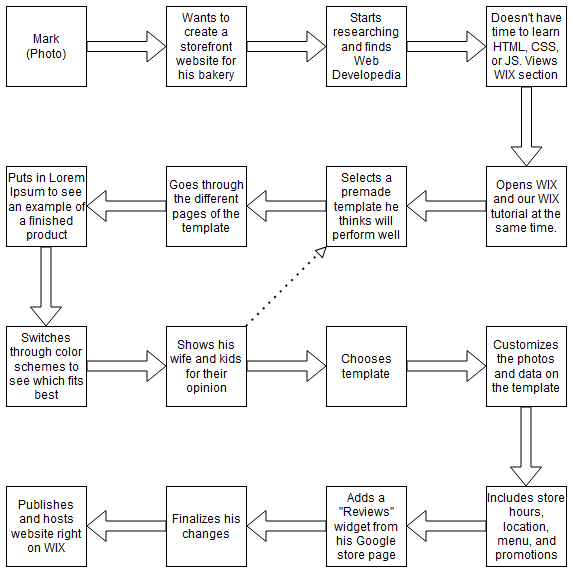 Mark
(Photo)
Wants to
create a
storefront
website for
his bakery
Starts
researching
and finds
Web
Develo​pedia
Doesn't have
time to learn
HTML, CSS,
or JS. Views
WIX section
Opens WIX
and our WIX
tutorial at the
same time.
Selects a
premade
template he
thinks will
perform well
Goes through
the different
pages of the
template
Puts in Lorem
Ipsum to see
an example of
a finished
product
Switches
through color
schemes to
see which fits
best
Shows his
wife and kids
for their
opinion
Chooses
template
Customizes
the photos
and data on
the template
Includes store
hours,
location,
menu, and
promotions
Adds a
"Reviews"
widget from
his Google
store page
Finalizes his
changes
Publishes
and hosts
website right
on WIX